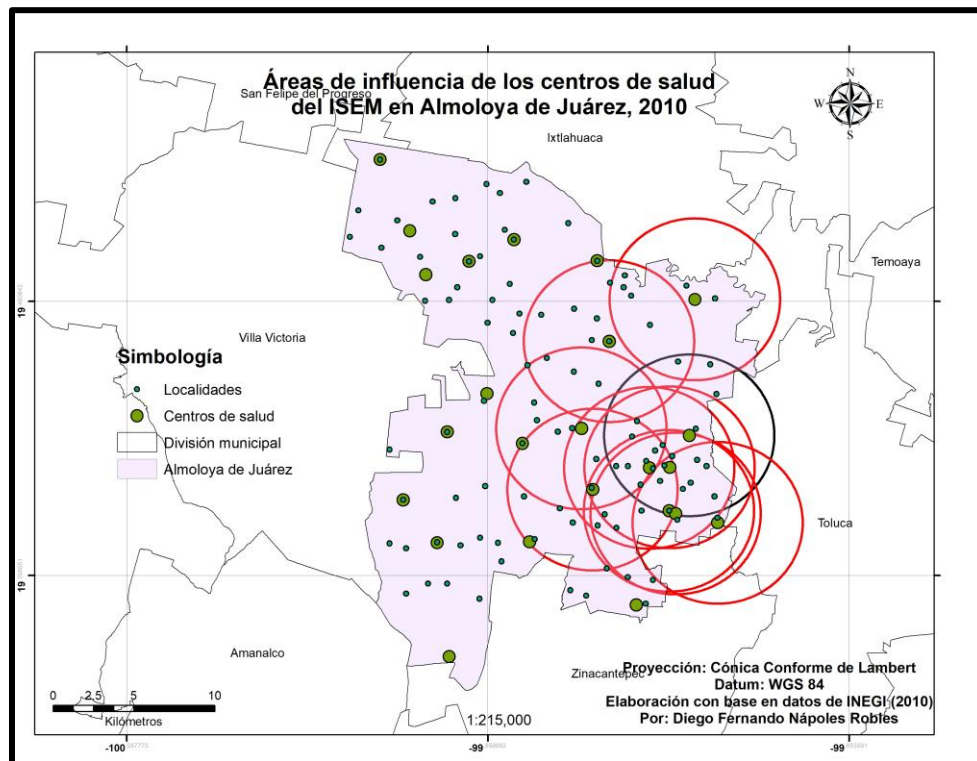 Áreas de influencia de los centros de salud
del ISEM en Almoloya de Juárez, 2010
San Felipe del Progreso
Ixtlahuaca
N
W E
S
Temoaya
Villa Victoria
Simbología
Localidades
Centros de salud
División municipal
Almoloya de Juárez
Toluca
Amanalco
Zinacantepec
Proyección: Cónica Conforme de Lambert
Datum: WGS 84
Elaboración con base en datos de INEGI (2010)
Por: Diego Fernando Nápoles Robles
0 2.5 5 10
Kilómetros
1:215,000
19
19
-100
-99
-99